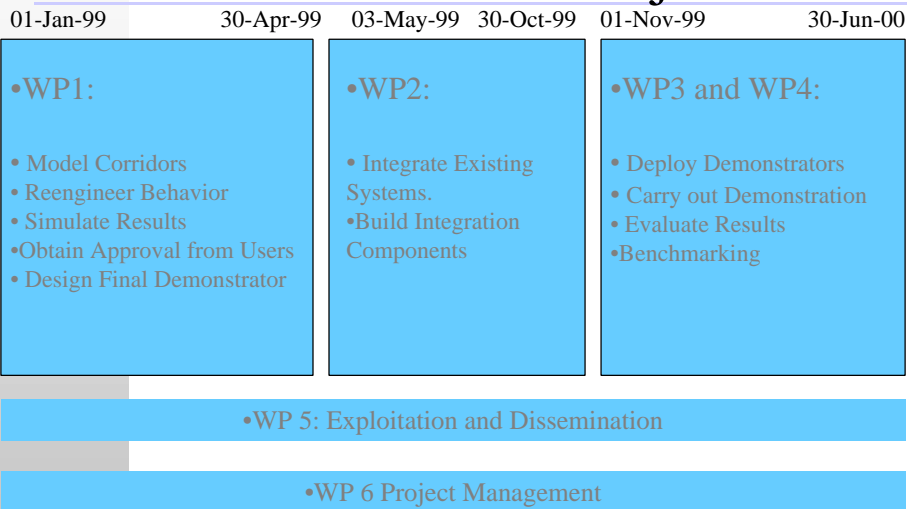 01-Jan-99 30-Apr-99 03-May-99 30-Oct-99 01-Nov-99 30-Jun-00
•WP1:
• Model Corridors
• Reengineer Behavior
• Simulate Results
•Obtain Approval from Users
• Design Final Demonstrator
•WP2:
• Integrate Existing
Systems.
•Build Integration
Components
•WP3 and WP4:
• Deploy Demonstrators
• Carry out Demonstration
• Evaluate Results
•Benchmarking
•WP 5: Exploitation and Dissemination
•WP 6 Project Management